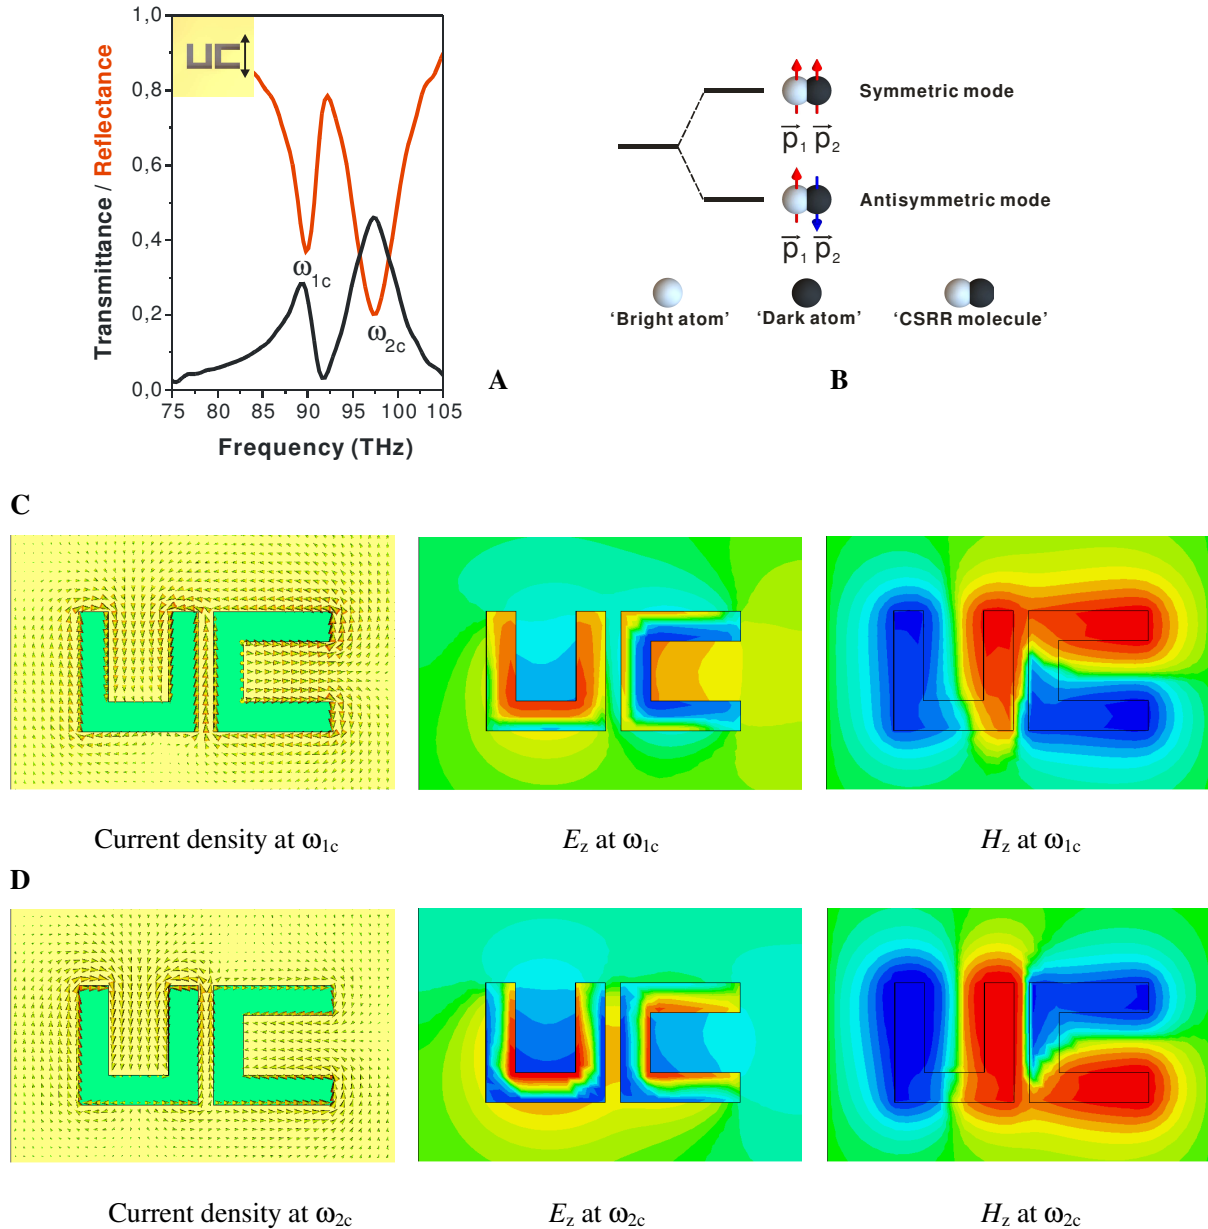 1,0
0,8
0,6
0,4
0,2
0,0
Transmittance / Reflectance
UC
ω1c
ω2c
75 85 90 95 100 105
Frequency (THz)
A
Symmetric mode
p1 p2
Antisymmetric mode
p1 p2
‘Bright atom’ ‘Dark atom’ ‘CSRR molecule’
B
C
Current density at ω1c Ez at ω1c Hz at ω1c
D
Current density at ω2c Ez at ω2c Hz at ω2c